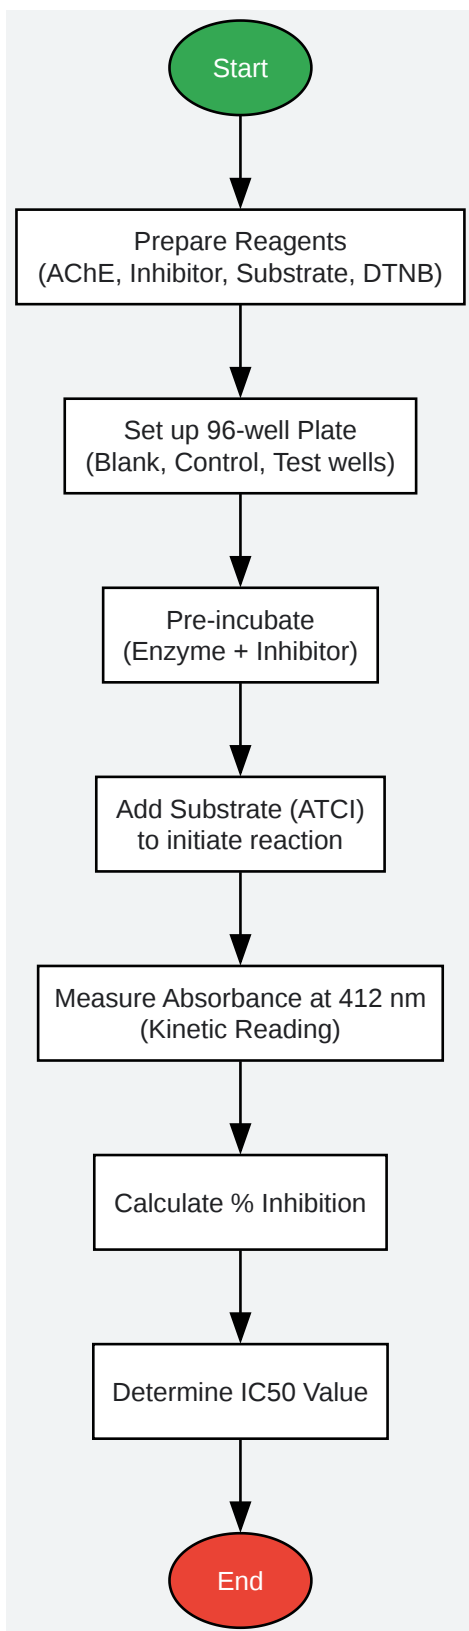 Start
Prepare Reagents
(AChE, Inhibitor, Substrate, DTNB)
Set up 96-well Plate
(Blank, Control, Test wells)
Pre-incubate
(Enzyme + Inhibitor)
Add Substrate (ATCI)
to initiate reaction
Measure Absorbance at 412 nm
(Kinetic Reading)
Calculate % Inhibition
Determine IC50 Value
End